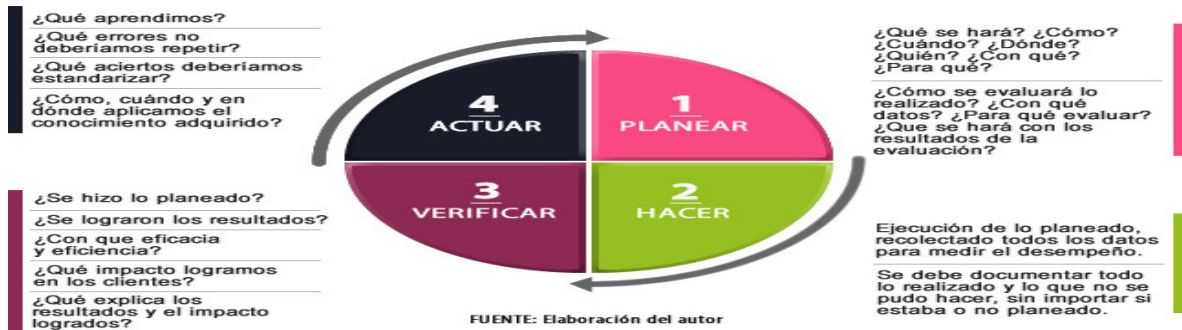 ¿Qué aprendimos?
¿Qué errores no
deberíamos repetir?
¿Qué aciertos deberíamos
estandarizar?
¿Cómo, cuándo y en
dónde aplicamos el
conocimiento adquirido?
4
ACTUAR
1
PLANEAR
¿Qué se hará? ¿Cómo?
¿Cuándo? ¿Dónde?
¿Quién? ¿Con qué?
¿Para qué?
¿Cómo se evaluará lo
realizado? ¿Con qué
datos? ¿Para qué evaluar?
¿Que se hará con los
resultados de la
evaluación?
¿Se hizo lo planeado?
¿Se lograron los resultados?
¿Con que eficacia
y eficiencia?
¿Qué impacto logramos
en los clientes?
¿Qué explica los
resultados y el impacto
logrados?
3
VERIFICAR
2
HACER
Ejecución de lo planeado,
recolectado todos los datos
para medir el desempeño.
Se debe documentar todo
lo realizado y lo que no se
pudo hacer, sin importar si
estaba o no planeado.
FUENTE: Elaboración del autor